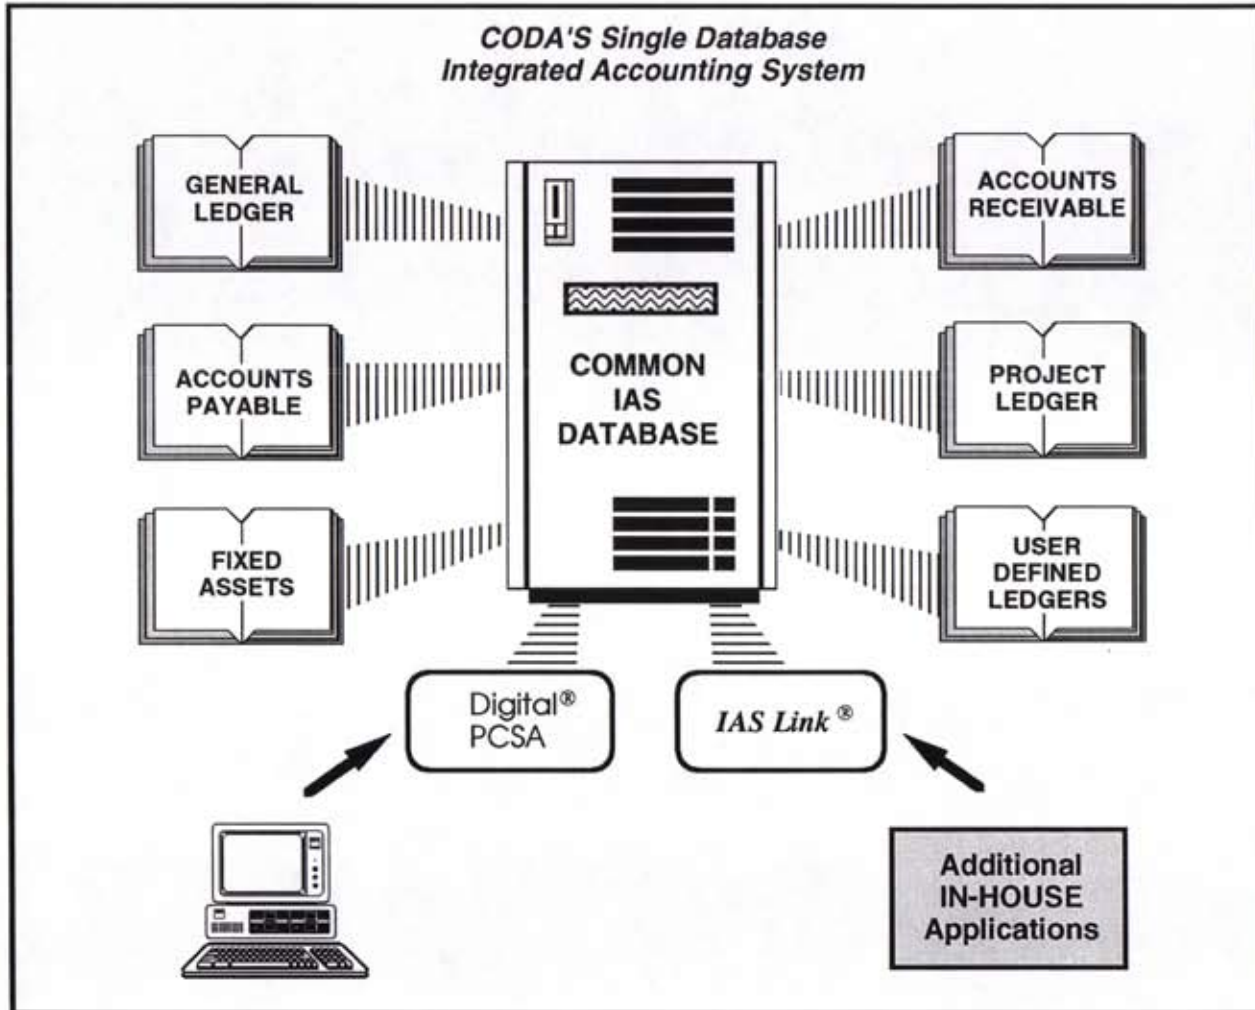 CODA'S Single Database
Integrated Accounting System
GENERAL
LEDGER
ACCOUNTS
RECEIVABLE
ACCOUNTS
PAYABLE
COMMON
IAS
DATABASE
PROJECT
LEDGER
FIXED
ASSETS
USER
DEFINED
LEDGERS
Digital®
PCSA
IAS Link ®
Additional
IN-HOUSE
Applications